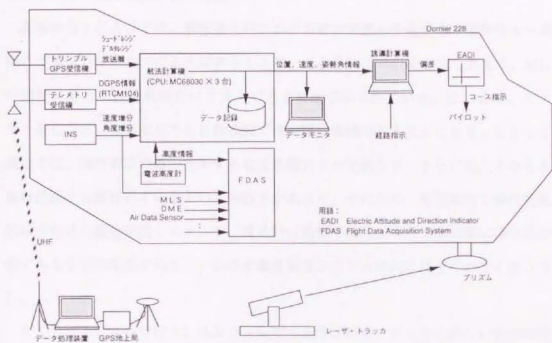 Dornier 228
シュードレンジ
デルタレンジ
放送暦
トリンブル
GPS受信機
DGPS情報
(RTCM104)
テレメトリ
受信機
速度増分
角度増分
INS
航法計算機
(CPU: MC68030 X 3台)
データ記録
高度情報
電波高度計
FDAS
MLS
DME
Air Data Sensor
:
位置、速度、姿勢角情報
データモニタ
誘導計算機
経路指示
偏差
EADI
コース指示
パイロット
用語：
EADI Electric Attitude and Direction Indicator
FDAS Flight Data Acquisition System
UHF
データ処理装置
GPS地上局
プリズム
レーザ・トラッカ